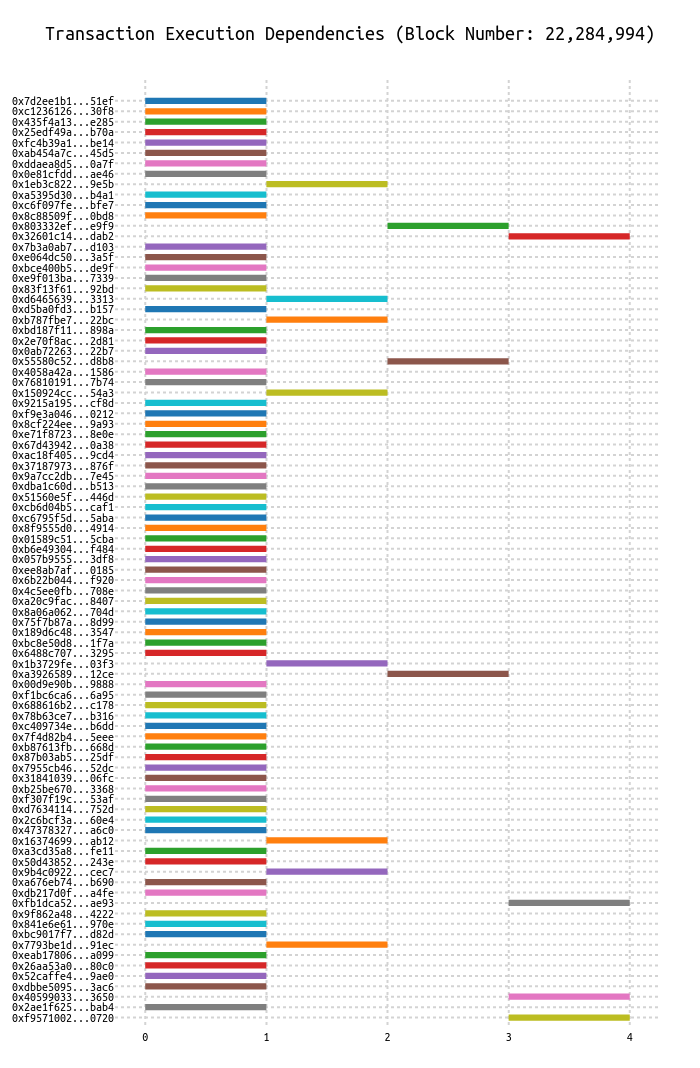 Transaction Execution Dependencies (Block Number: 22,284,994)
0x7d2ee1b1...51ef
0xc1236126...30f8
0x435f4a13...e285
0x25edf49a...b70a
0xfc4b39a1...be14
0xab454a7c...45d5
0xddaea8d5...0a7f
0x0e81cfdd...ae46
0x1eb3c822...9e5b
0xa5395d30...b4a1
0xc6f097fe...bfe7
0x8c88509f...0bd8
0x803332ef...e9f9
0x32601c14...dab2
0x7b3a0ab7...d103
0xe064dc50...3a5f
0xbce400b5...de9f
0xe9f013ba...7339
0x83f13f61...92bd
0xd6465639...3313
0xd5ba0fd3...b157
0xb787fbe7...22bc
0xbd187f11...898a
0x2e70f8ac...2d81
0x0ab72263...22b7
0x55580c52...d8b8
0x4058a42a...1586
0x76810191...7b74
0x150924cc...54a3
0x9215a195...cf8d
0xf9e3a046...0212
0x8cf224ee...9a93
0xe71f8723...8e0e
0x67d43942...0a38
0xac18f405...9cd4
0x37187973...876f
0x9a7cc2db...7e45
0xdba1c60d...b513
0x51560e5f...446d
0xcb6d04b5...caf1
0xc6795f5d...5aba
0x8f9555d0...4914
0x01589c51...5cba
0xb6e49304...f484
0x057b9555...3df8
0xee8ab7af...0185
0x6b22b044...f920
0x4c5ee0fb...708e
0xa20c9fac...8407
0x8a06a062...704d
0x75f7b87a...8d99
0x189d6c48...3547
0xbc8e50d8...1f7a
0x6488c707...3295
0x1b3729fe...03f3
0xa3926589...12ce
0x00d9e90b...9888
0xf1bc6ca6...6a95
0x688616b2...c178
0x78b63ce7...b316
0xc409734e...b6dd
0x7f4d82b4...5eee
0xb87613fb...668d
0x87b03ab5...25df
0x7955cb46...52dc
0x31841039...06fc
0xb25be670...3368
0xf307f19c...53af
0xd7634114...752d
0x2c6bcf3a...60e4
0x47378327...a6c0
0x16374699...ab12
0xa3cd35a8...fe11
0x50d43852...243e
0x9b4c0922...cec7
0xa676eb74...b690
0xdb217d0f...a4fe
0xfb1dca52...ae93
0x9f862a48...4222
0x841e6e61...970e
0xbc9017f7...d82d
0x7793be1d...91ec
0xeab17806...a099
0x26aa53a0...80c0
0x52caffe4...9ae0
0xdbbe5095...3ac6
0x40599033...3650
0x2ae1f625...bab4
0xf9571002...0720
0 1 2 3 4